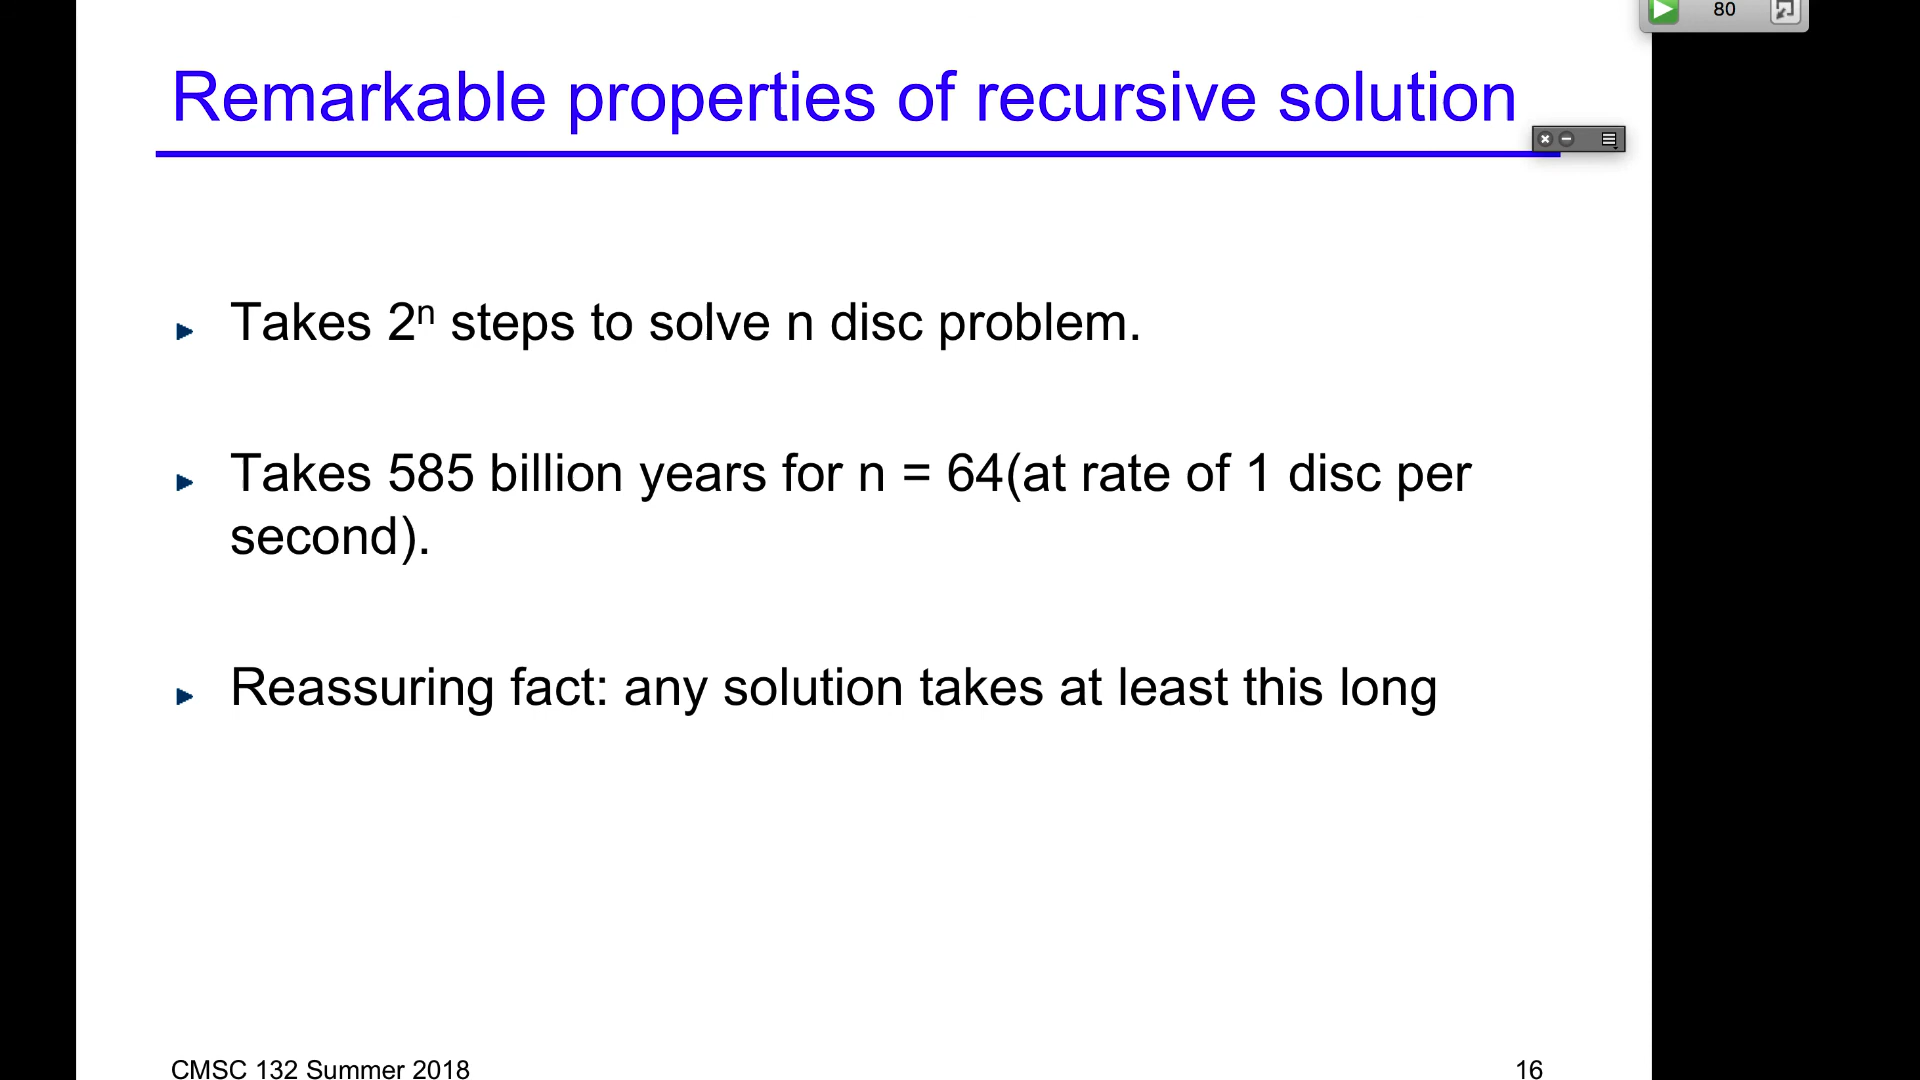 80
Remarkable properties of recursive solution
Takes 2ⁿ steps to solve n disc problem.
Takes 585 billion years for n = 64(at rate of 1 disc per
second).
Reassuring fact: any solution takes at least this long
CMSC 132 Summer 2018
16